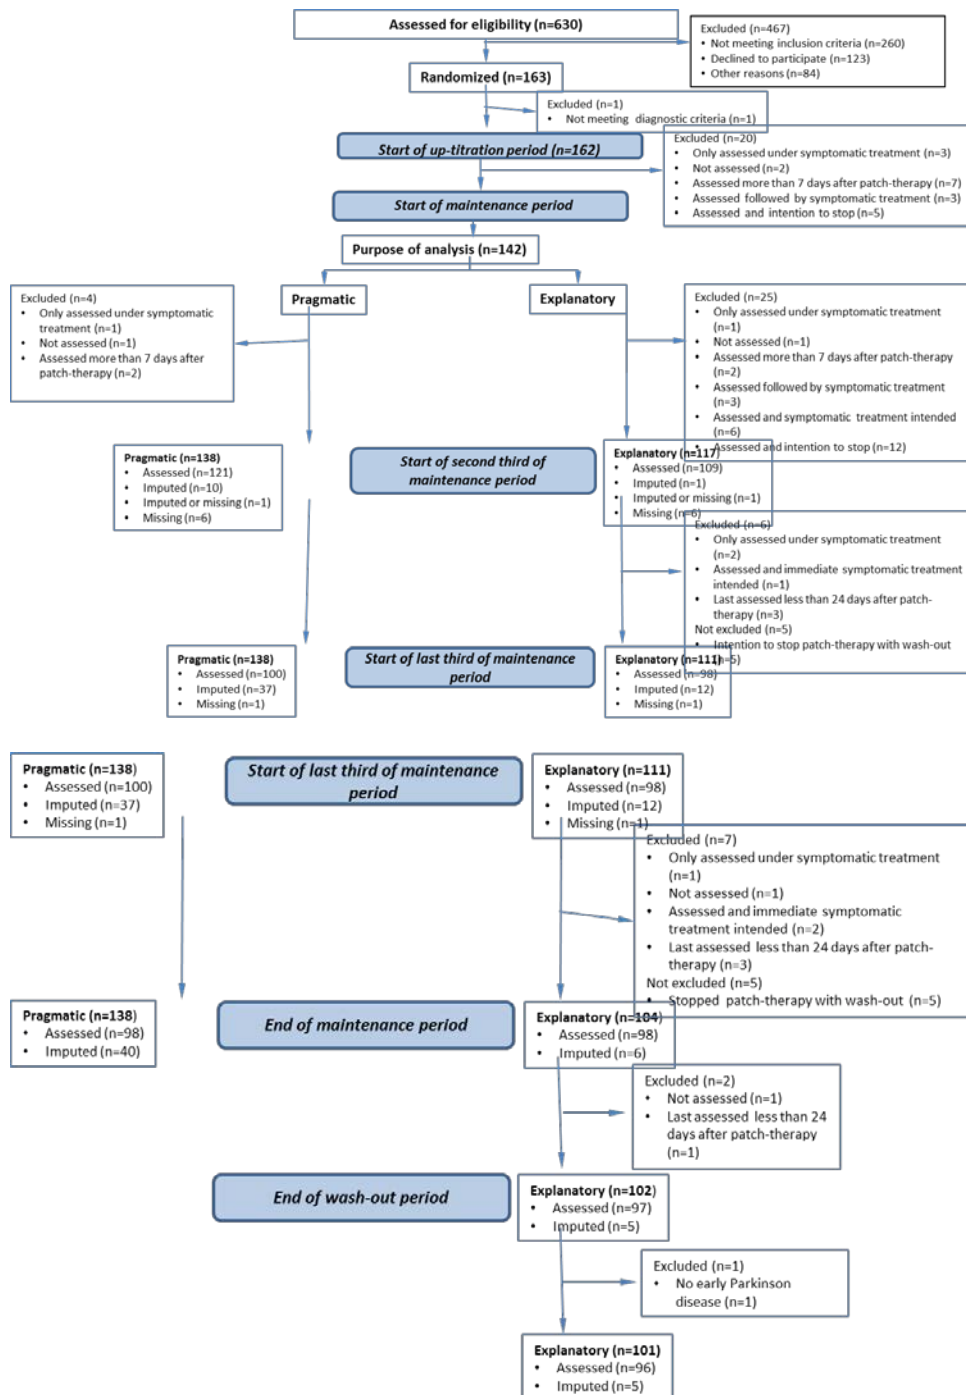 Assessed for eligibility (n=630)
Excluded (n=467)
• Not meeting inclusion criteria (n=260)
• Declined to participate (n=123)
• Other reasons (n=84)
Randomized (n=163)
Excluded (n=1)
• Not meeting diagnostic criteria (n=1)
Start of up-titration period (n=162)
Excluded (n=20)
• Only assessed under symptomatic treatment (n=3)
• Not assessed (n=2)
• Assessed more than 7 days after patch-therapy (n=7)
• Assessed followed by symptomatic treatment (n=3)
• Assessed and intention to stop (n=5)
Start of maintenance period
Purpose of analysis (n=142)
Pragmatic
Explanatory
Excluded (n=4)
• Only assessed under symptomatic
treatment (n=1)
• Not assessed (n=1)
• Assessed more than 7 days after
patch-therapy (n=2)
Excluded (n=25)
• Only assessed under symptomatic treatment
(n=1)
• Not assessed (n=1)
• Assessed more than 7 days after patch-therapy
(n=2)
• Assessed followed by symptomatic treatment
(n=3)
• Assessed and symptomatic treatment intended
(n=6)
• Assessed and intention to stop (n=12)
Pragmatic (n=138)
• Assessed (n=121)
• Imputed (n=10)
• Imputed or missing (n=1)
• Missing (n=6)
Start of second third of
maintenance period
Explanatory (n=117)
• Assessed (n=109)
• Imputed (n=1)
• Imputed or missing (n=1)
• Missing (n=6)
Excluded (n=6)
• Only assessed under symptomatic treatment
(n=2)
• Assessed and immediate symptomatic treatment
intended (n=1)
• Last assessed less than 24 days after patch-
therapy (n=3)
Not excluded (n=5)
• Intention to stop patch-therapy with wash-out
(n=5)
Pragmatic (n=138)
• Assessed (n=100)
• Imputed (n=37)
• Missing (n=1)
Start of last third of maintenance
period
Explanatory (n=111)
• Assessed (n=98)
• Imputed (n=12)
• Missing (n=1)
Pragmatic (n=138)
• Assessed (n=100)
• Imputed (n=37)
• Missing (n=1)
Start of last third of maintenance
period
Explanatory (n=111)
• Assessed (n=98)
• Imputed (n=12)
• Missing (n=1)
Excluded (n=7)
• Only assessed under symptomatic treatment
(n=1)
• Not assessed (n=1)
• Assessed and immediate symptomatic
treatment intended (n=2)
• Last assessed less than 24 days after patch-
therapy (n=3)
Not excluded (n=5)
• Stopped patch-therapy with wash-out (n=5)
Pragmatic (n=138)
• Assessed (n=98)
• Imputed (n=40)
End of maintenance period
Explanatory (n=104)
• Assessed (n=98)
• Imputed (n=6)
Excluded (n=2)
• Not assessed (n=1)
• Last assessed less than 24
days after patch-therapy
(n=1)
End of wash-out period
Explanatory (n=102)
• Assessed (n=97)
• Imputed (n=5)
Excluded (n=1)
• No early Parkinson
disease (n=1)
Explanatory (n=101)
• Assessed (n=96)
• Imputed (n=5)